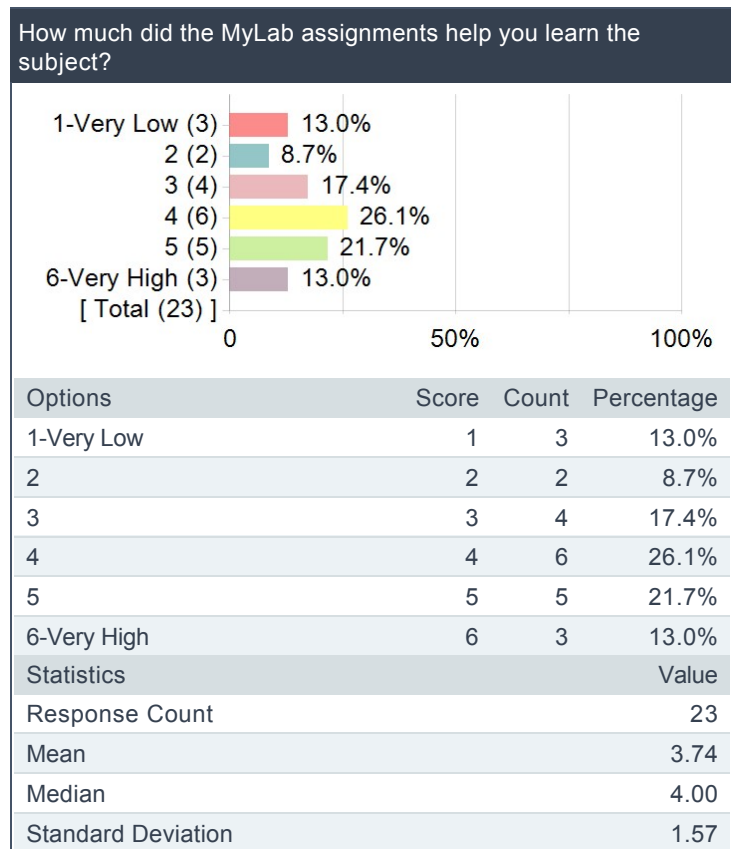 How much did the MyLab assignments help you learn the
subject?
1-Very Low (3) 13.0%
2 (2) 8.7%
3 (4) 17.4%
4 (6) 26.1%
5 (5) 21.7%
6-Very High (3) 13.0%
[ Total (23) ]
0 50% 100%
Options Score Count Percentage
1-Very Low 1 3 13.0%
2 2 2 8.7%
3 3 4 17.4%
4 4 6 26.1%
5 5 5 21.7%
6-Very High 6 3 13.0%
Statistics Value
Response Count 23
Mean 3.74
Median 4.00
Standard Deviation 1.57